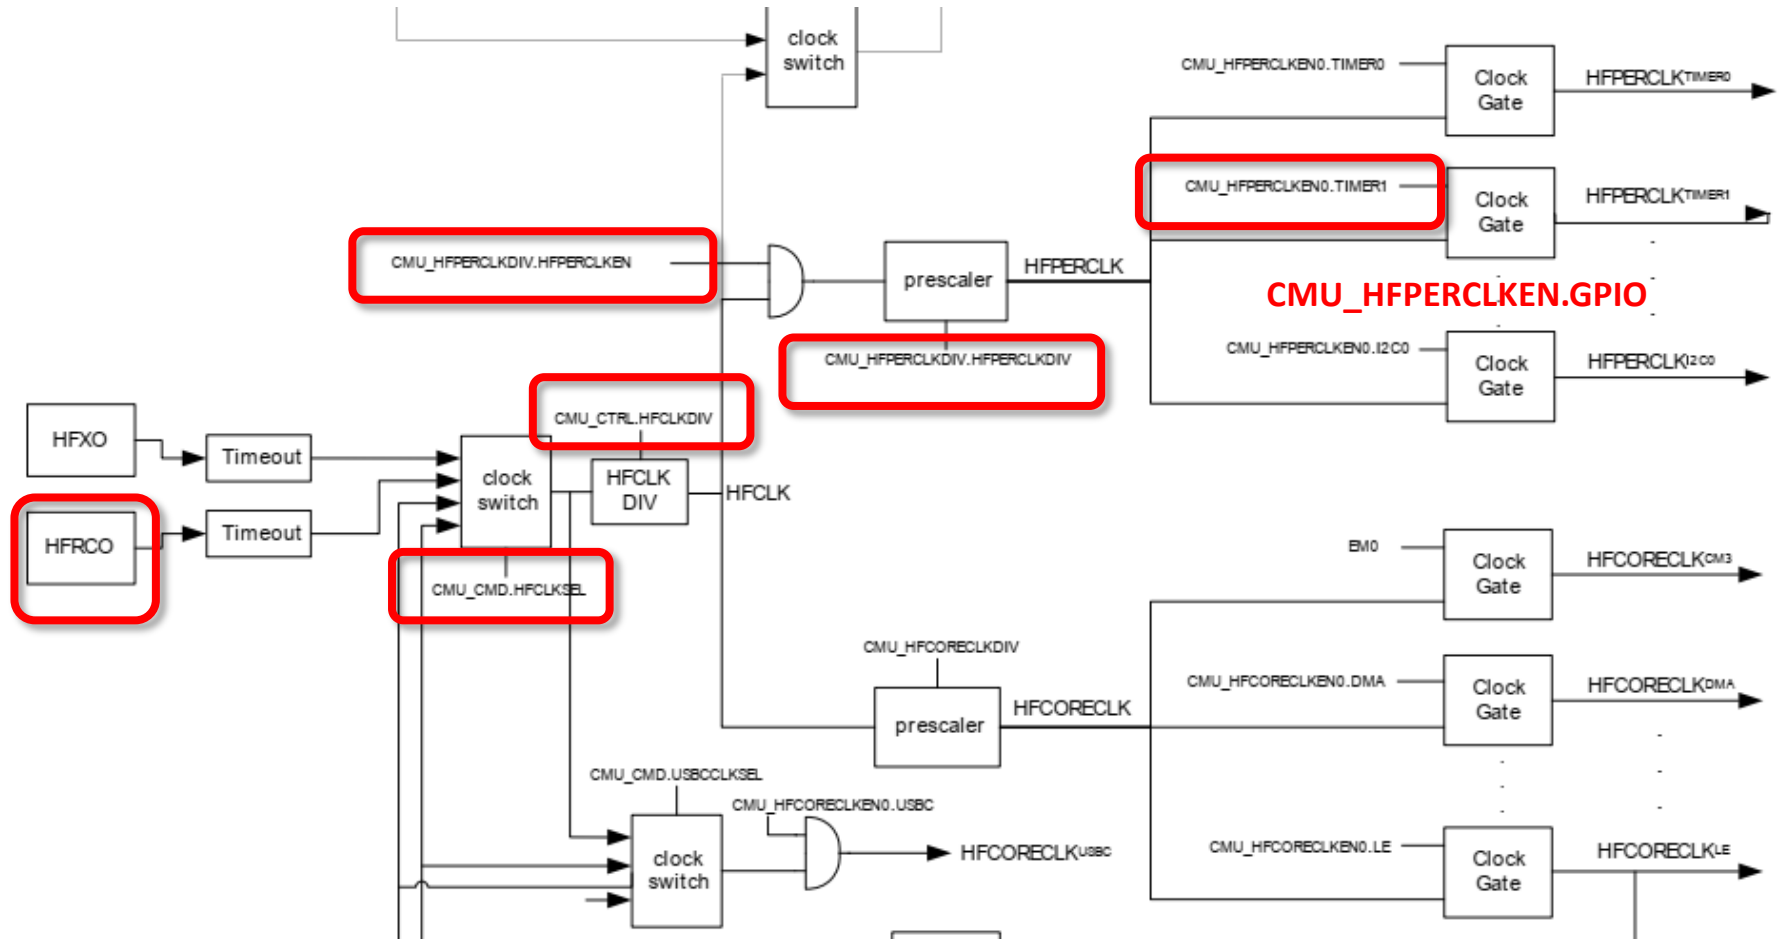 clock
switch
CMU_HFPERCLKEN0.TIMER0
Clock
Gate
HFPERCLKTIMER0
CMU_HFPERCLKEN0.TIMER1
Clock
Gate
HFPERCLKTIMER1
CMU_HFPERCLKDIV.HFPERCLKEN
prescaler
HFPERCLK
CMU_HFPERCLKEN.GPIO
CMU_HFPERCLKDIV.HFPERCLKDIV
CMU_HFPERCLKEN0.I2C0
Clock
Gate
HFPERCLKI2C0
CMU_CTRL.HFCLKDIV
HFXO
Timeout
clock
switch
HFCLK
DIV
HFCLK
HFRCO
Timeout
CMU_CMD.HFCLKSEL
EM0
Clock
Gate
HFCORECLKCM3
CMU_HFCORECLKDIV
prescaler
HFCORECLK
CMU_HFCORECLKEN0.DMA
Clock
Gate
HFCORECLKDMA
CMU_CMD.USBCCLKSEL
CMU_HFCORECLKEN0.USBC
clock
switch
HFCORECLKUSBC
CMU_HFCORECLKEN0.LE
Clock
Gate
HFCORECLKLE